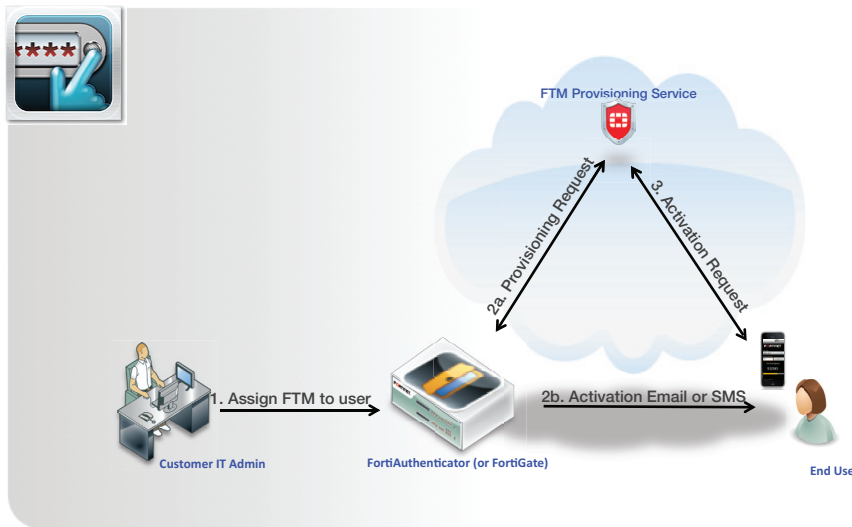 ****
FTM Provisioning Service
2a. Provisioning Request
3. Activation Request
1. Assign FTM to user
2b. Activation Email or SMS
Customer IT Admin
FortiAuthenticator (or FortiGate)
End Use